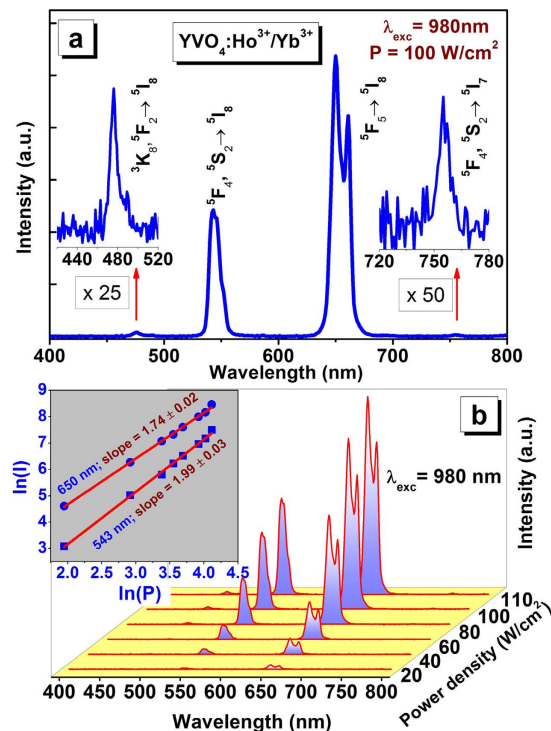 a
YVO4:Ho3+/Yb3+
λexc = 980nm
P = 100 W/cm2
3K8, 5F2→ 5I8
5F4, 5S2→ 5I8
5F5→ 5I8
5F4, 5S2→ 5I7
Intensity (a.u.)
440 480 520
720 740 760 780
x 25
x 50
400 500 600 700 800
Wavelength (nm)
b
9
8
7
6
5
4
3
ln(I)
650 nm; slope = 1.74 ± 0.02
543 nm; slope = 1.99 ± 0.03
2.0 2.5 3.0 3.5 4.0 4.5
ln(P)
λexc = 980 nm
Intensity (a.u.)
110
100
80
60
40
20
Power density (W/cm2)
400 450 500 550 600 650 700 750 800
Wavelength (nm)